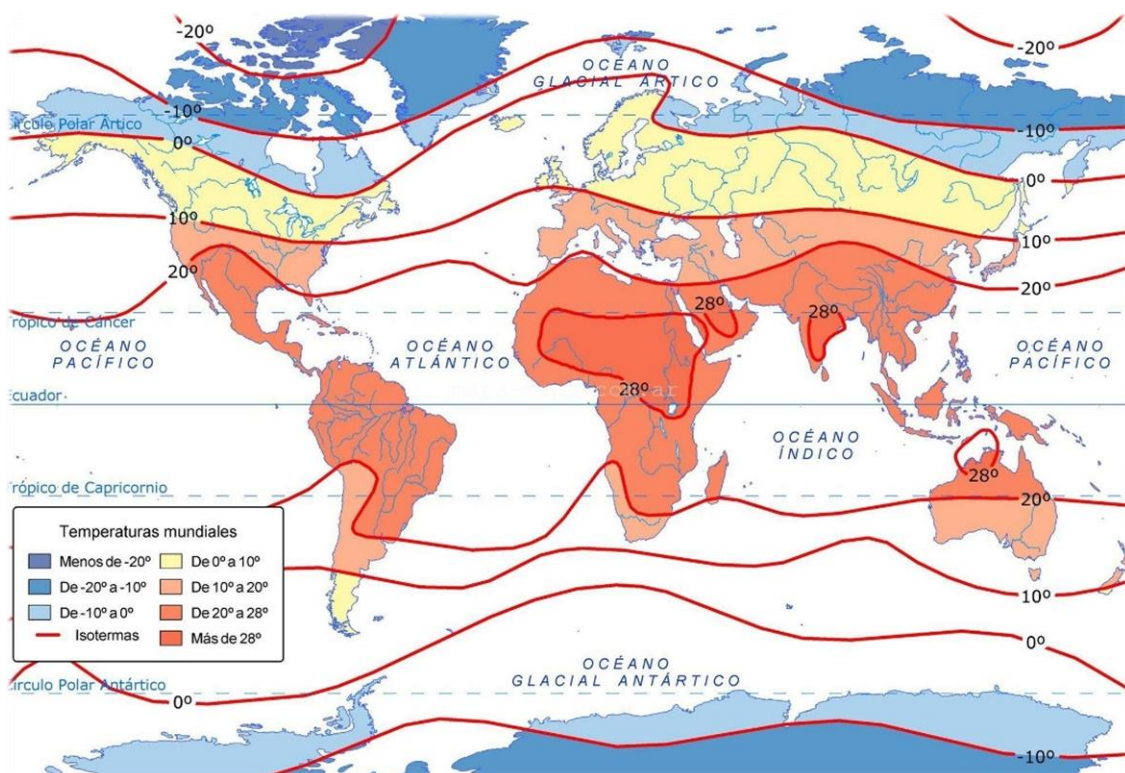 -20º
-20º
OCÉANO
GLACIAL ÁRTICO
-10º
-10º
írculo Polar Ártico
0º
0º
10º
10º
20º
20º
28º
28º
rópico de Cáncer
OCÉANO
PACÍFICO
OCÉANO
ATLÁNTICO
OCÉANO
PACÍFICO
28º
Ecuador
OCÉANO
ÍNDICO
28º
rópico de Capricornio
20º
Temperaturas mundiales
Menos de -20º
De 0º a 10º
De -20º a -10º
De 10º a 20º
De -10º a 0º
De 20º a 28º
Isotermas
Más de 28º
10º
0º
OCÉANO
GLACIAL ANTÁRTICO
írculo Polar Antártico
0º
-10º